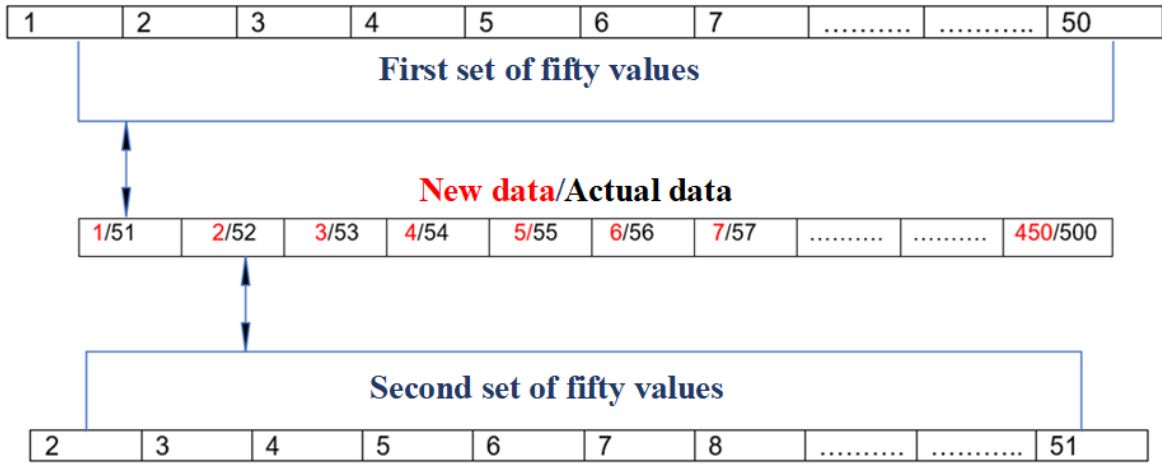 1 2 3 4 5 6 7 ………. ……….. 50
First set of fifty values
New data/Actual data
1/51 2/52 3/53 4/54 5/55 6/56 7/57 ………. ………. 450/500
Second set of fifty values
2 3 4 5 6 7 8 ………. ……….. 51